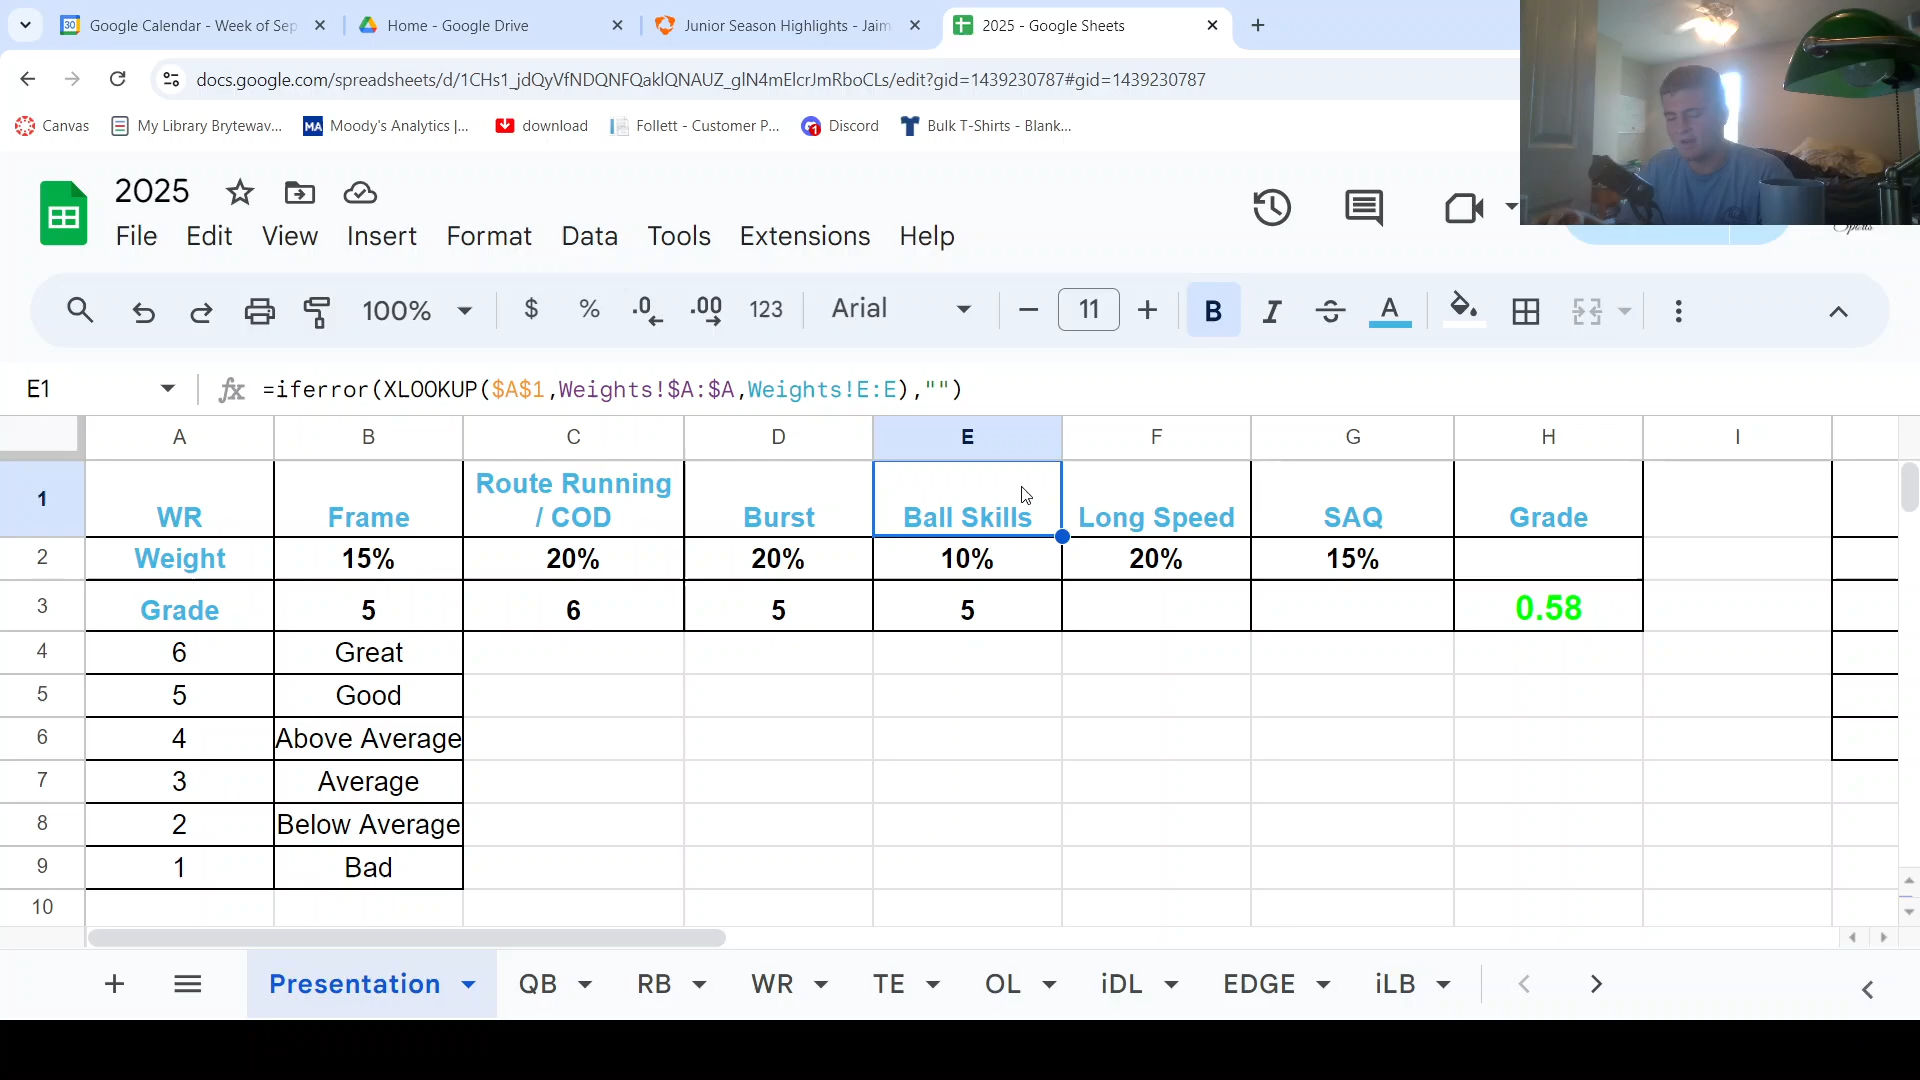 Google Calendar - Week of Sep
Home - Google Drive
Junior Season Highlights - Jaim
2025 - Google Sheets
docs.google.com/spreadsheets/d/1CHs1_jdQyVfNDQNFQaklQNAUZ_glN4mElcrJmRboCLs/edit?gid=1439230787#gid=1439230787
Canvas
My Library Brytewav...
MA Moody's Analytics |...
download
Follett - Customer P...
Discord
Bulk T-Shirts - Blank...
2025
File Edit View Insert Format Data Tools Extensions Help
Sports
100% $ % .0 .00 123 Arial 11 B I S A
E1 fx =iferror(XLOOKUP($A$1,Weights!$A:$A,Weights!E:E),"")
A B C D E F G H I
1 WR Frame Route Running
/ COD Burst Ball Skills Long Speed SAQ Grade
2 Weight 15% 20% 20% 10% 20% 15%
3 Grade 5 6 5 5 0.58
4 6 Great
5 5 Good
6 4 Above Average
7 3 Average
8 2 Below Average
9 1 Bad
10
Presentation QB RB WR TE OL iDL EDGE iLB